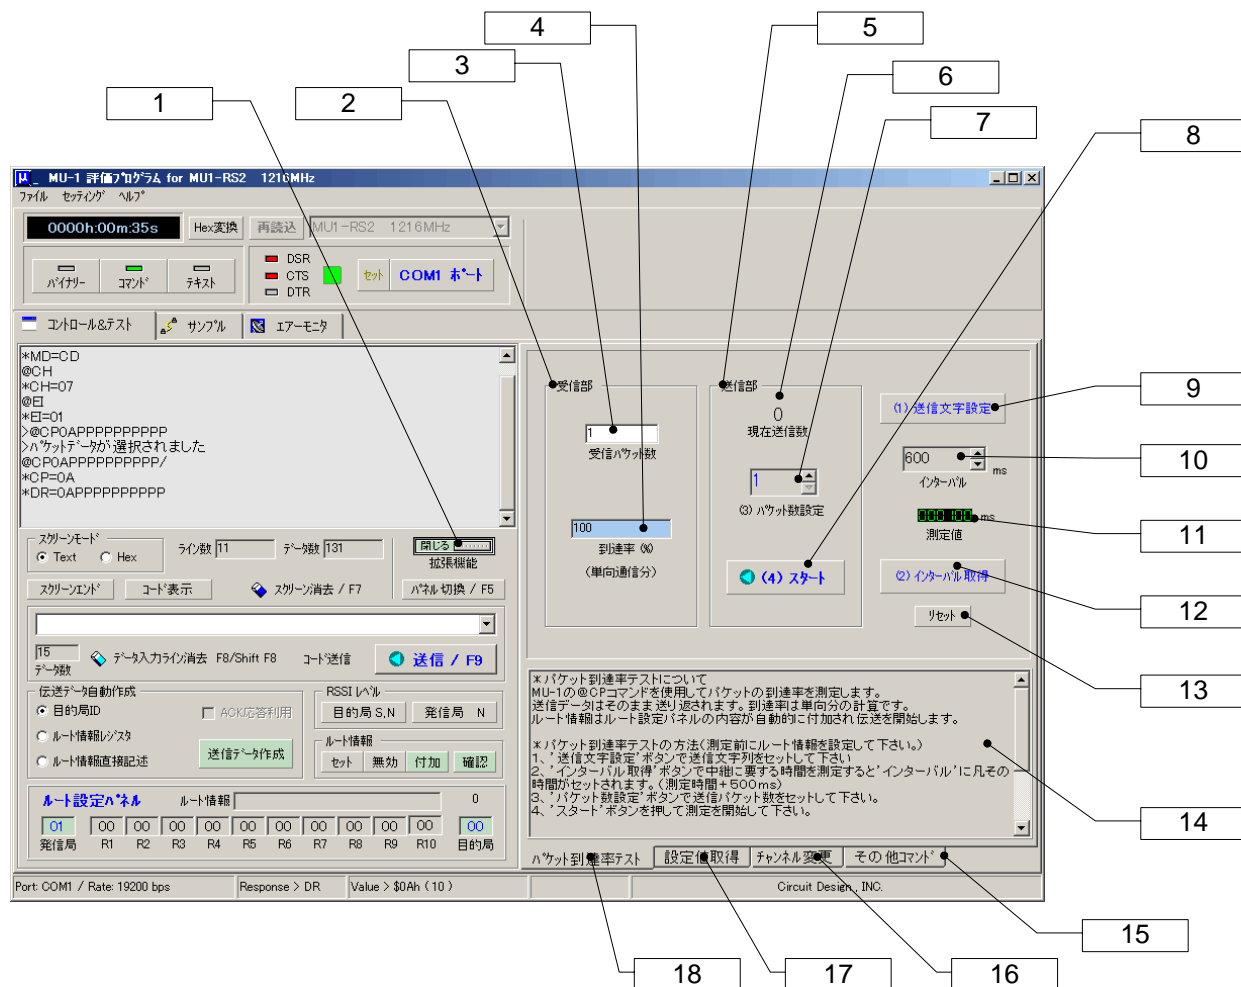 4
5
3
6
1
2
7
8
MU-1 評価ﾌﾟﾛｸﾞﾗﾑ for MU1-RS2 1216MHz
ﾌｧｲﾙ ｾｯﾃｨﾝｸﾞ ﾍﾙﾌﾟ
0000h:00m:35s Hex変換 再読込 MU1-RS2 1216MHz
ﾊﾞｲﾅﾘｰ ｺﾏﾝﾄﾞ ﾃｷｽﾄ
DSR
CTS
DTR
ｾｯﾄ COM1 ﾎﾟｰﾄ
ｺﾝﾄﾛｰﾙ&ﾃｽﾄ ｻﾝﾌﾟﾙ ｴｱｰﾓﾆﾀ
*MD=CD
@CH
*CH=07
@EI
*EI=01
>@CP0APPPPPPPPPP
>ﾊﾟｹｯﾄﾃﾞｰﾀが選択されました
@CP0APPPPPPPPPP/
*CP=0A
*DR=0APPPPPPPPPP
ｽｸﾘｰﾝﾓｰﾄﾞ
Text Hex
ﾗｲﾝ数 11 ﾃﾞｰﾀ数 131
閉じる
拡張機能
ｽｸﾘｰﾝｴﾝﾄﾞ ｺｰﾄﾞ表示 ｽｸﾘｰﾝ消去 / F7 ﾊﾟﾈﾙ切換 / F5
15
ﾃﾞｰﾀ数
ﾃﾞｰﾀ入力ﾗｲﾝ消去 F8/Shift F8 ｺｰﾄﾞ送信 送信 / F9
伝送ﾃﾞｰﾀ自動作成
目的局ID ACK応答利用
ﾙｰﾄ情報ﾚｼﾞｽﾀ
ﾙｰﾄ情報直接記述
送信ﾃﾞｰﾀ作成
RSSI ﾚﾍﾞﾙ
目的局 S,N 発信局 N
ﾙｰﾄ情報
ｾｯﾄ 無効 付加 確認
ﾙｰﾄ設定ﾊﾟﾈﾙ ﾙｰﾄ情報 0
01 00 00 00 00 00 00 00 00 00 00 00
発信局 R1 R2 R3 R4 R5 R6 R7 R8 R9 R10 目的局
受信部
1
受信ﾊﾟｹｯﾄ数
100
到達率 (%)
(単向通信分)
送信部
0
現在送信数
1
(3) ﾊﾟｹｯﾄ数設定
(4) ｽﾀｰﾄ
(1) 送信文字設定
600 ms
ｲﾝﾀｰﾊﾞﾙ
000100 ms
測定値
(2) ｲﾝﾀｰﾊﾞﾙ取得
ﾘｾｯﾄ
9
10
11
12
13
＊パケット到達率テストについて
MU-1の@CPコマンドを使用してパケットの到達率を測定します。
送信データはそのまま送り返されます。到達率は単向分の計算です。
ルート情報はルート設定パネルの内容が自動的に付加され伝送を開始します。
＊パケット到達率テストの方法(測定前にルート情報を設定して下さい。)
1、'送信文字設定'ボタンで送信文字列をセットして下さい
2、'インターバル取得'ボタンで中継に要する時間を測定すると'インターバル'に凡その
時間がセットされます。(測定時間+500ms)
3、'パケット数設定'ボタンで送信パケット数をセットして下さい。
4、'スタート'ボタンを押して測定を開始して下さい。
14
ﾊﾟｹｯﾄ到達率ﾃｽﾄ 設定値取得 ﾁｬﾝﾈﾙ変更 その他ｺﾏﾝﾄﾞ
Port: COM1 / Rate: 19200 bps Response > DR Value > $0Ah ( 10 ) Circuit Design, INC.
15
18
17
16